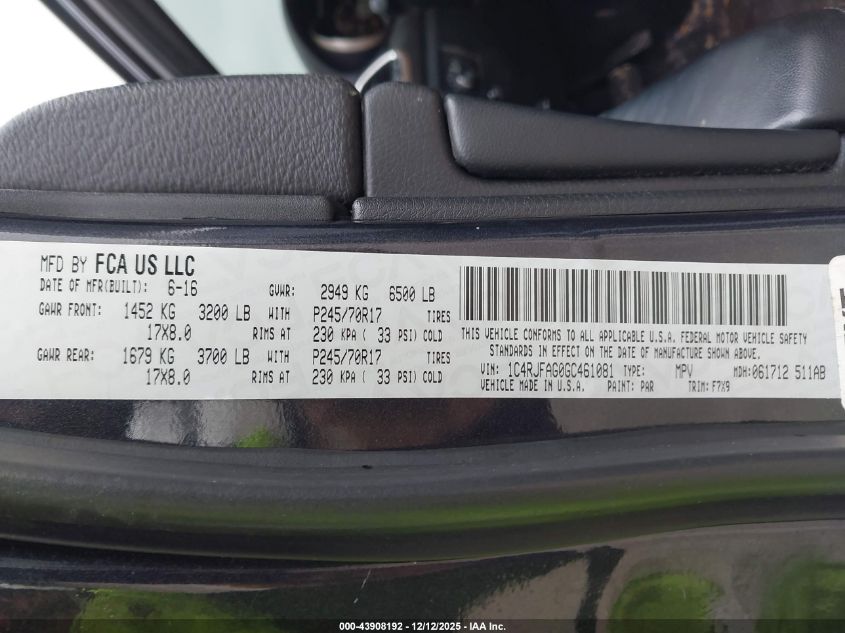 MFD BY FCA US LLC
DATE OF MFR(BUILT): 6-16 GVWR: 2949 KG 6500 LB
GAWR FRONT: 1452 KG 3200 LB WITH P245/70R17 TIRES
17X8.0 RIMS AT 230 KPA ( 33 PSI) COLD
GAWR REAR: 1679 KG 3700 LB WITH P245/70R17 TIRES
17X8.0 RIMS AT 230 KPA ( 33 PSI) COLD
THIS VEHICLE CONFORMS TO ALL APPLICABLE U.S.A. FEDERAL MOTOR VEHICLE SAFETY
STANDARDS IN EFFECT ON THE DATE OF MANUFACTURE SHOWN ABOVE.
VIN: 1C4RJFAG0GC461081 TYPE: MPV MDH: 061712 511AB
VEHICLE MADE IN U.S.A. PAINT: PAR TRIM: F7X9
000-43908192 - 12/12/2025 - IAA Inc.